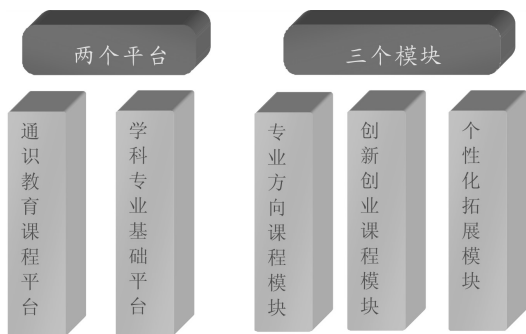 两个平台
三个模块
通识教育课程平台
学科专业基础平台
专业方向课程模块
创新创业课程模块
个性化拓展模块